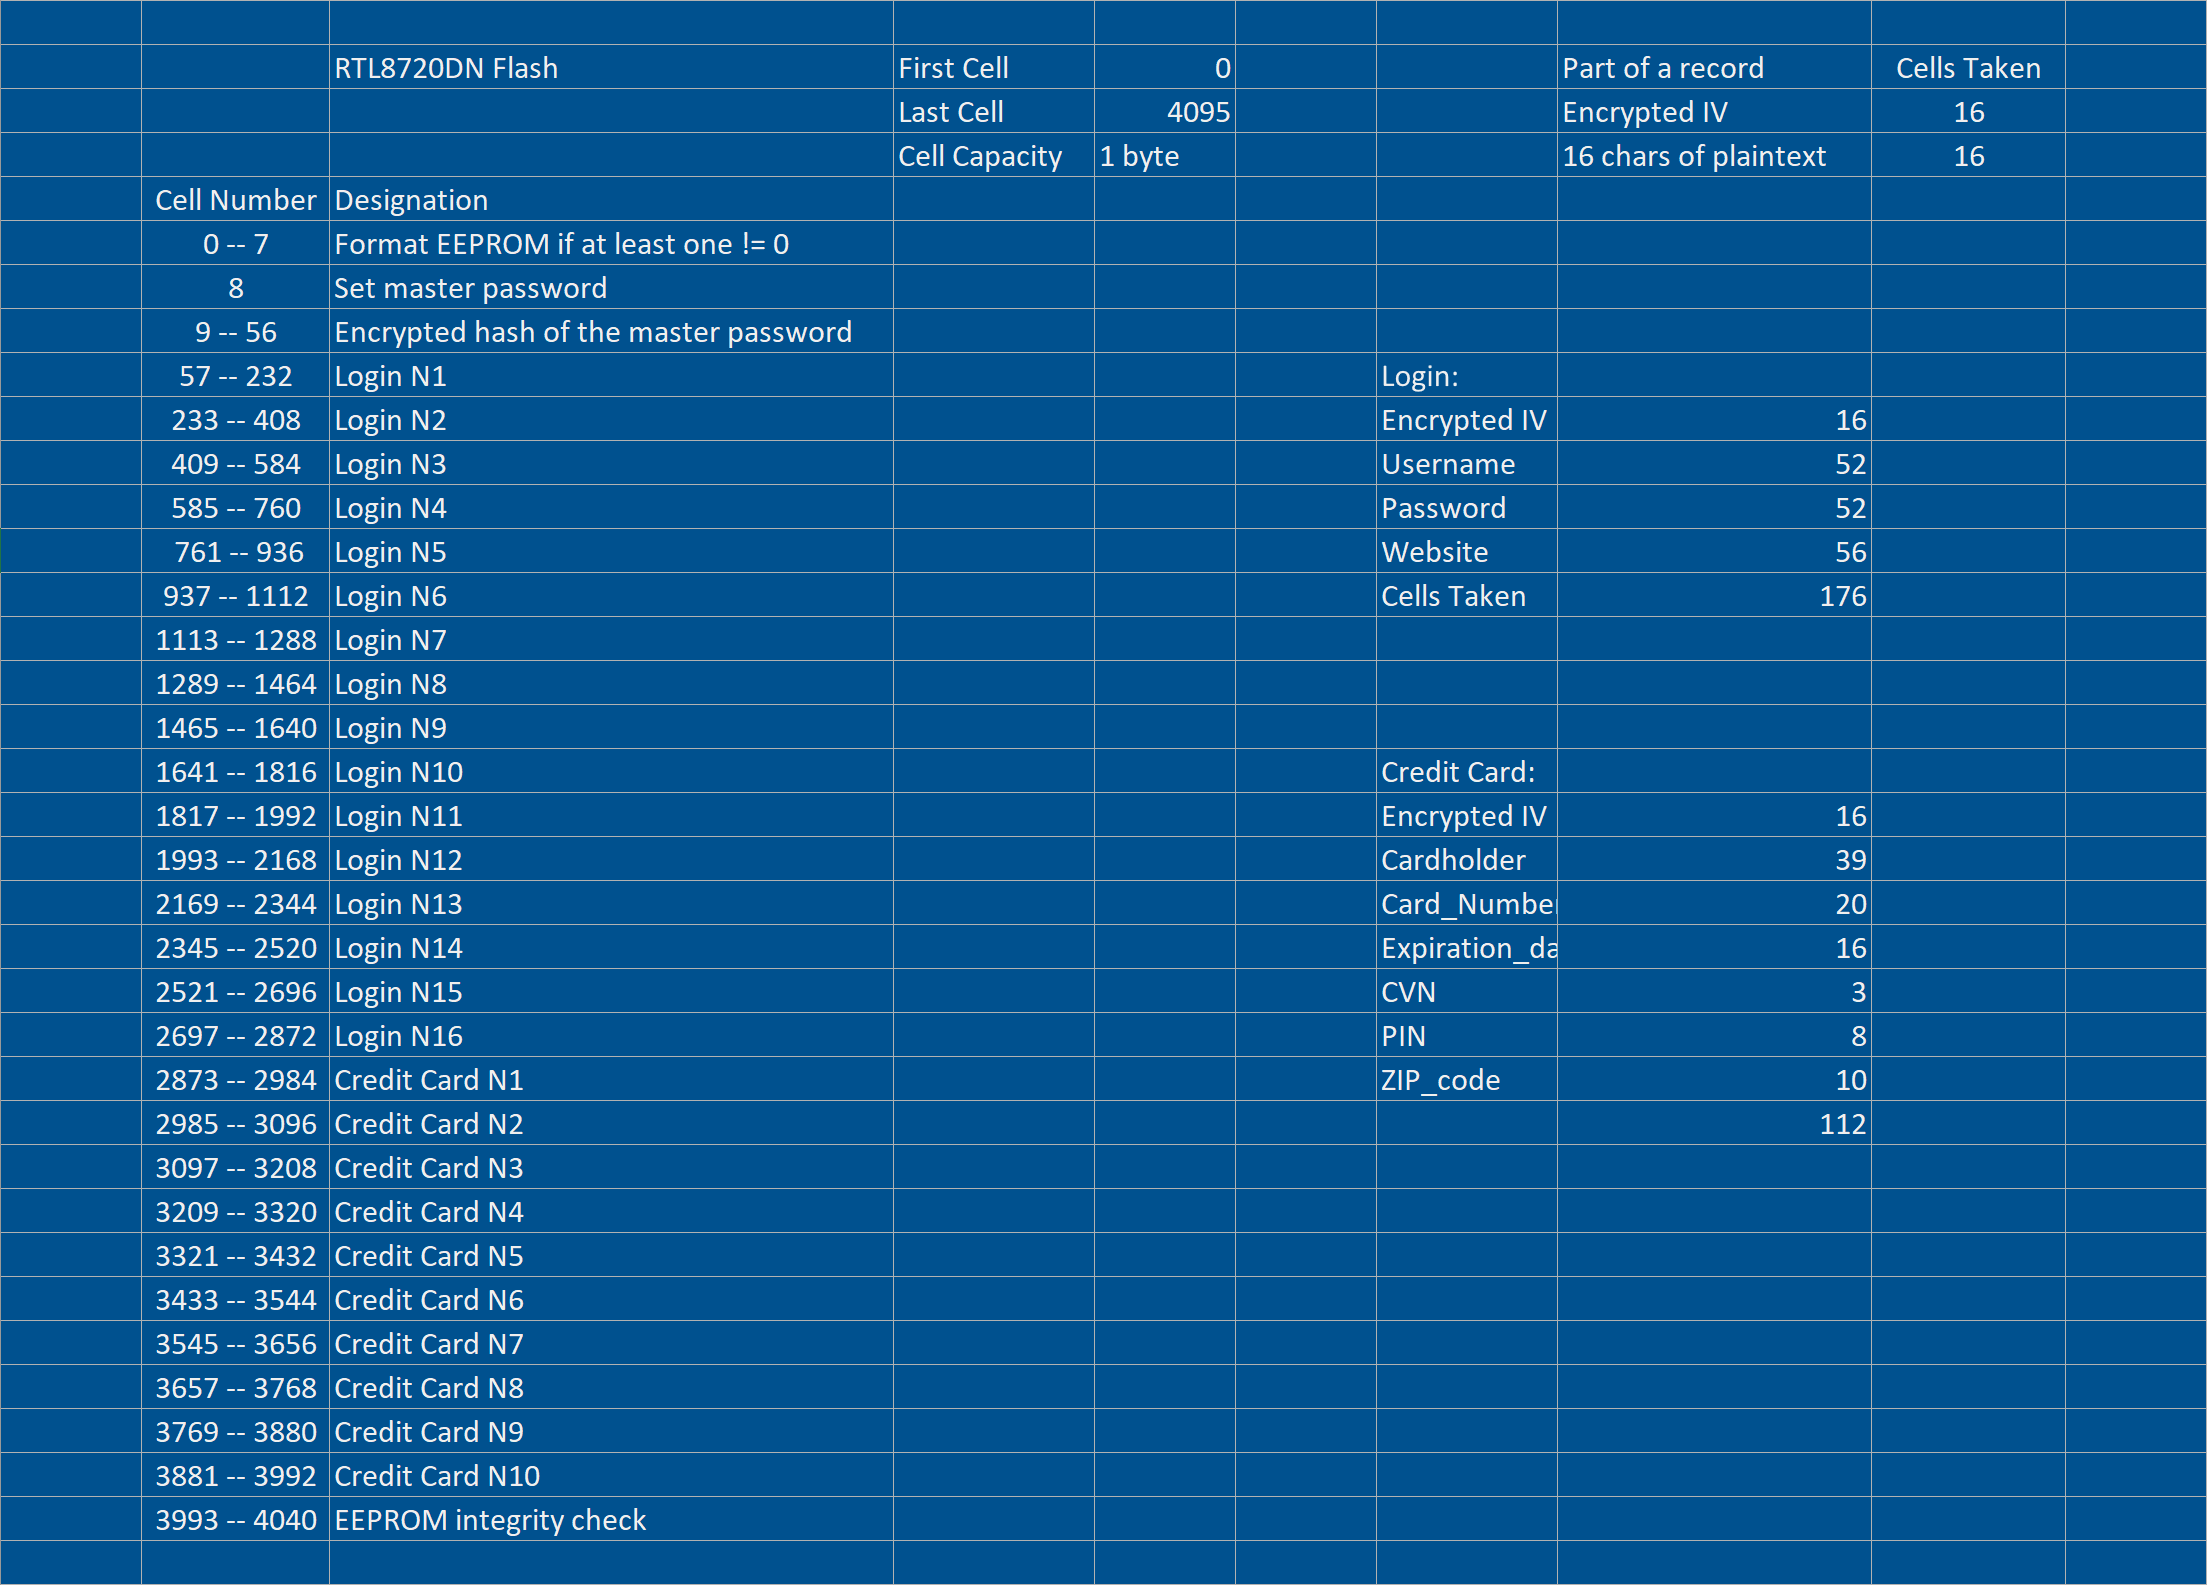 RTL8720DN Flash First Cell 0 Part of a record Cells Taken
Last Cell 4095 Encrypted IV 16
Cell Capacity 1 byte 16 chars of plaintext 16
Cell Number Designation
0 -- 7 Format EEPROM if at least one != 0
8 Set master password
9 -- 56 Encrypted hash of the master password
57 -- 232 Login N1 Login:
233 -- 408 Login N2 Encrypted IV 16
409 -- 584 Login N3 Username 52
585 -- 760 Login N4 Password 52
761 -- 936 Login N5 Website 56
937 -- 1112 Login N6 Cells Taken 176
1113 -- 1288 Login N7
1289 -- 1464 Login N8
1465 -- 1640 Login N9
1641 -- 1816 Login N10 Credit Card:
1817 -- 1992 Login N11 Encrypted IV 16
1993 -- 2168 Login N12 Cardholder 39
2169 -- 2344 Login N13 Card_Number 20
2345 -- 2520 Login N14 Expiration_da 16
2521 -- 2696 Login N15 CVN 3
2697 -- 2872 Login N16 PIN 8
2873 -- 2984 Credit Card N1 ZIP_code 10
2985 -- 3096 Credit Card N2 112
3097 -- 3208 Credit Card N3
3209 -- 3320 Credit Card N4
3321 -- 3432 Credit Card N5
3433 -- 3544 Credit Card N6
3545 -- 3656 Credit Card N7
3657 -- 3768 Credit Card N8
3769 -- 3880 Credit Card N9
3881 -- 3992 Credit Card N10
3993 -- 4040 EEPROM integrity check